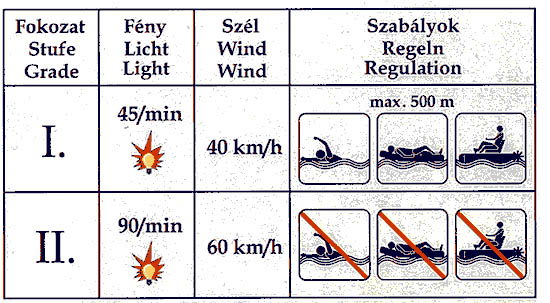 Fokozat
Stufe
Grade
Fény
Licht
Light
Szél
Wind
Wind
Szabályok
Regeln
Regulation
I.
45/min
40 km/h
max. 500 m
II.
90/min
60 km/h